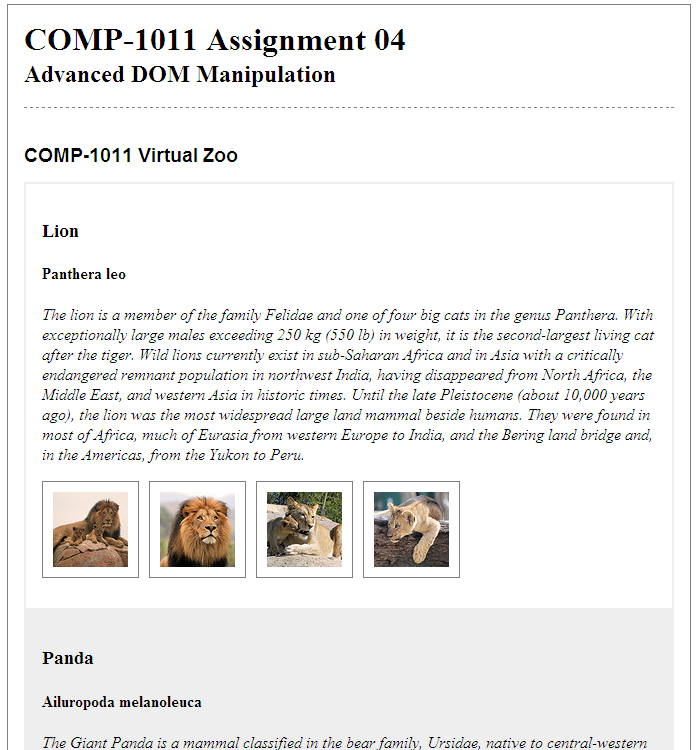 COMP-1011 Assignment 04
Advanced DOM Manipulation
COMP-1011 Virtual Zoo
Lion
Panthera leo
The lion is a member of the family Felidae and one of four big cats in the genus Panthera. With
exceptionally large males exceeding 250 kg (550 lb) in weight, it is the second-largest living cat
after the tiger. Wild lions currently exist in sub-Saharan Africa and in Asia with a critically
endangered remnant population in northwest India, having disappeared from North Africa, the
Middle East, and western Asia in historic times. Until the late Pleistocene (about 10,000 years
ago), the lion was the most widespread large land mammal beside humans. They were found in
most of Africa, much of Eurasia from western Europe to India, and the Bering land bridge and,
in the Americas, from the Yukon to Peru.
Panda
Ailuropoda melanoleuca
The Giant Panda is a mammal classified in the bear family, Ursidae, native to central-western